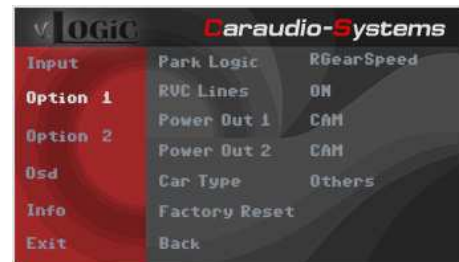 v.LOGiC Caraudio-Systems
Input Park Logic RGearSpeed
Option 1 RVC Lines ON
Power Out 1 CAM
Option 2
Power Out 2 CAM
Osd Car Type Others
Info Factory Reset
Exit Back